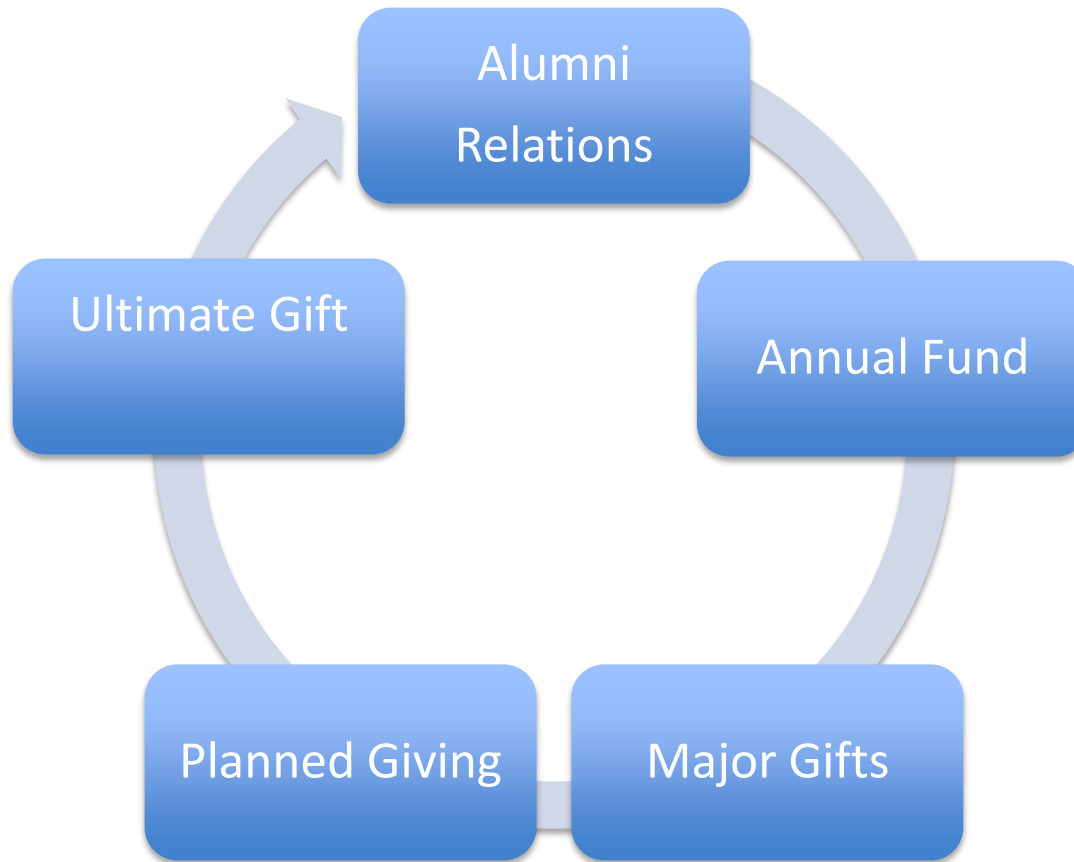 Alumni
Relations
Annual Fund
Major Gifts
Planned Giving
Ultimate Gift